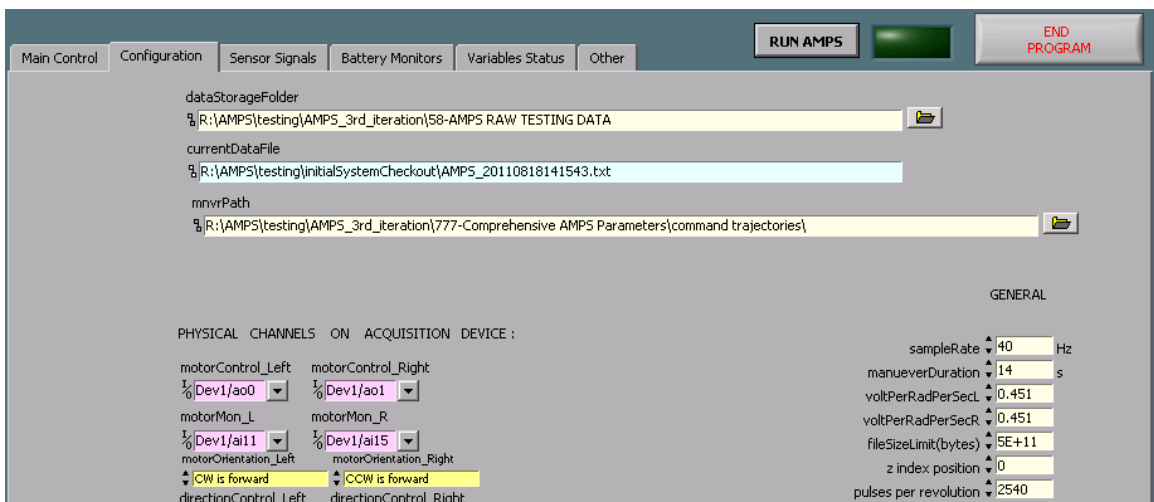 RUN AMPS
END
PROGRAM
Main Control Configuration Sensor Signals Battery Monitors Variables Status Other
dataStorageFolder
R:\AMPS\testing\AMPS_3rd_iteration\58-AMPS RAW TESTING DATA
currentDataFile
R:\AMPS\testing\initialSystemCheckout\AMPS_20110818141543.txt
mnvrPath
R:\AMPS\testing\AMPS_3rd_iteration\777-Comprehensive AMPS Parameters\command trajectories\
GENERAL
PHYSICAL CHANNELS ON ACQUISITION DEVICE :
sampleRate 40 Hz
motorControl_Left motorControl_Right
manueverDuration 14 s
Dev1/ao0 Dev1/ao1
voltPerRadPerSecL 0.451
motorMon_L motorMon_R
voltPerRadPerSecR 0.451
Dev1/ai11 Dev1/ai15
fileSizeLimit(bytes) 5E+11
motorOrientation_Left motorOrientation_Right
z index position 0
CW is forward CCW is forward
pulses per revolution 2540
directionControl_Left directionControl_Right